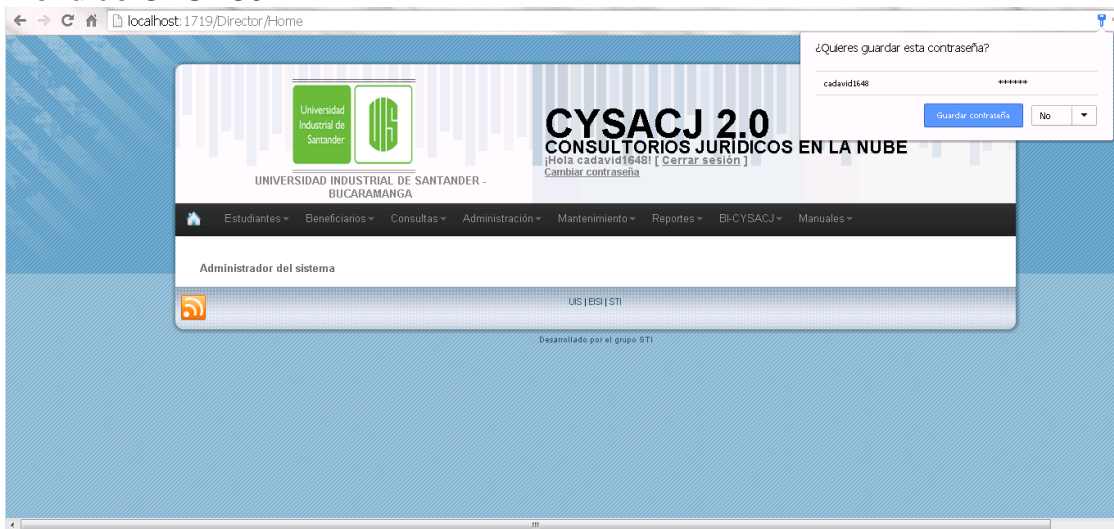 localhost:1719/Director/Home
¿Quieres guardar esta contraseña?
cadavid1648 ******
Guardar contraseña No
Universidad
Industrial de
Santander
UIS
UNIVERSIDAD INDUSTRIAL DE SANTANDER -
BUCARAMANGA
CYSACJ 2.0
CONSULTORIOS JURÍDICOS EN LA NUBE
¡Hola cadavid1648! [ Cerrar sesión ]
Cambiar contraseña
Estudiantes Beneficiarios Consultas Administración Mantenimiento Reportes BI-CYSACJ Manuales
Administrador del sistema
UIS | EISI | STI
Desarrollado por el grupo STI